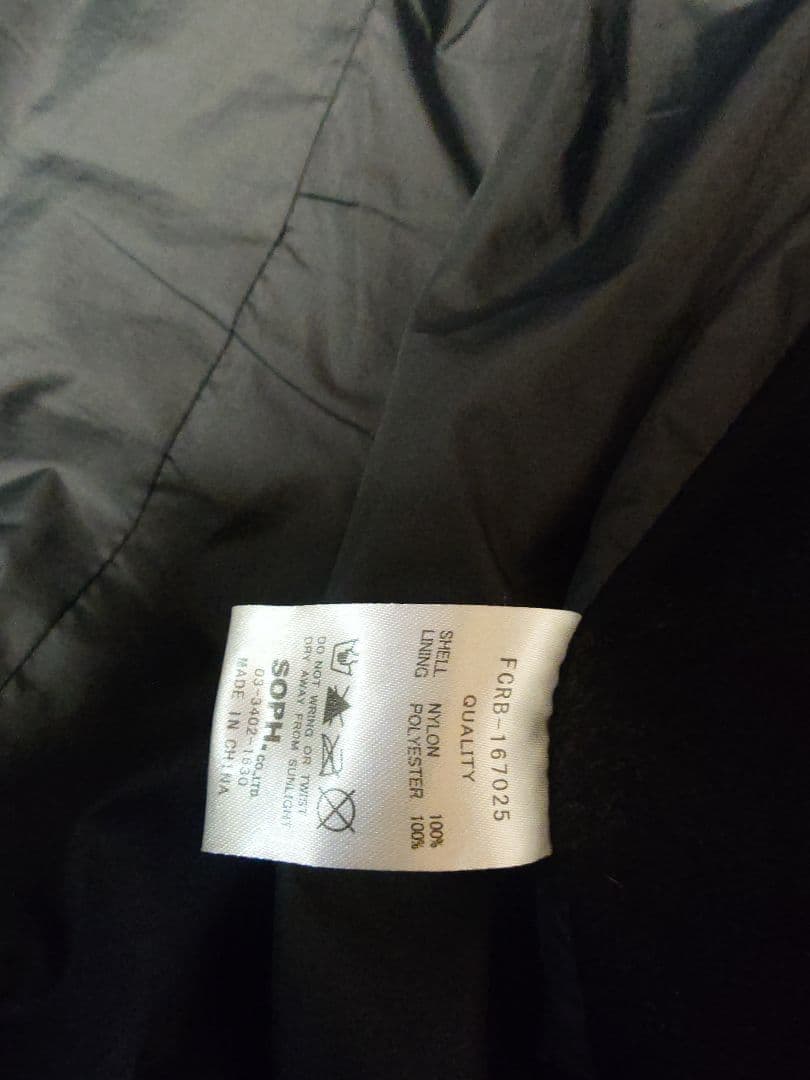 FCRB-167025
QUALITY
SHELL NYLON 100%
LINING POLYESTER 100%
DO NOT WRING OR TWIST
DRY AWAY FROM SUNLIGHT
SOPH.CO.,LTD.
03-3402-1830
MADE IN CHINA